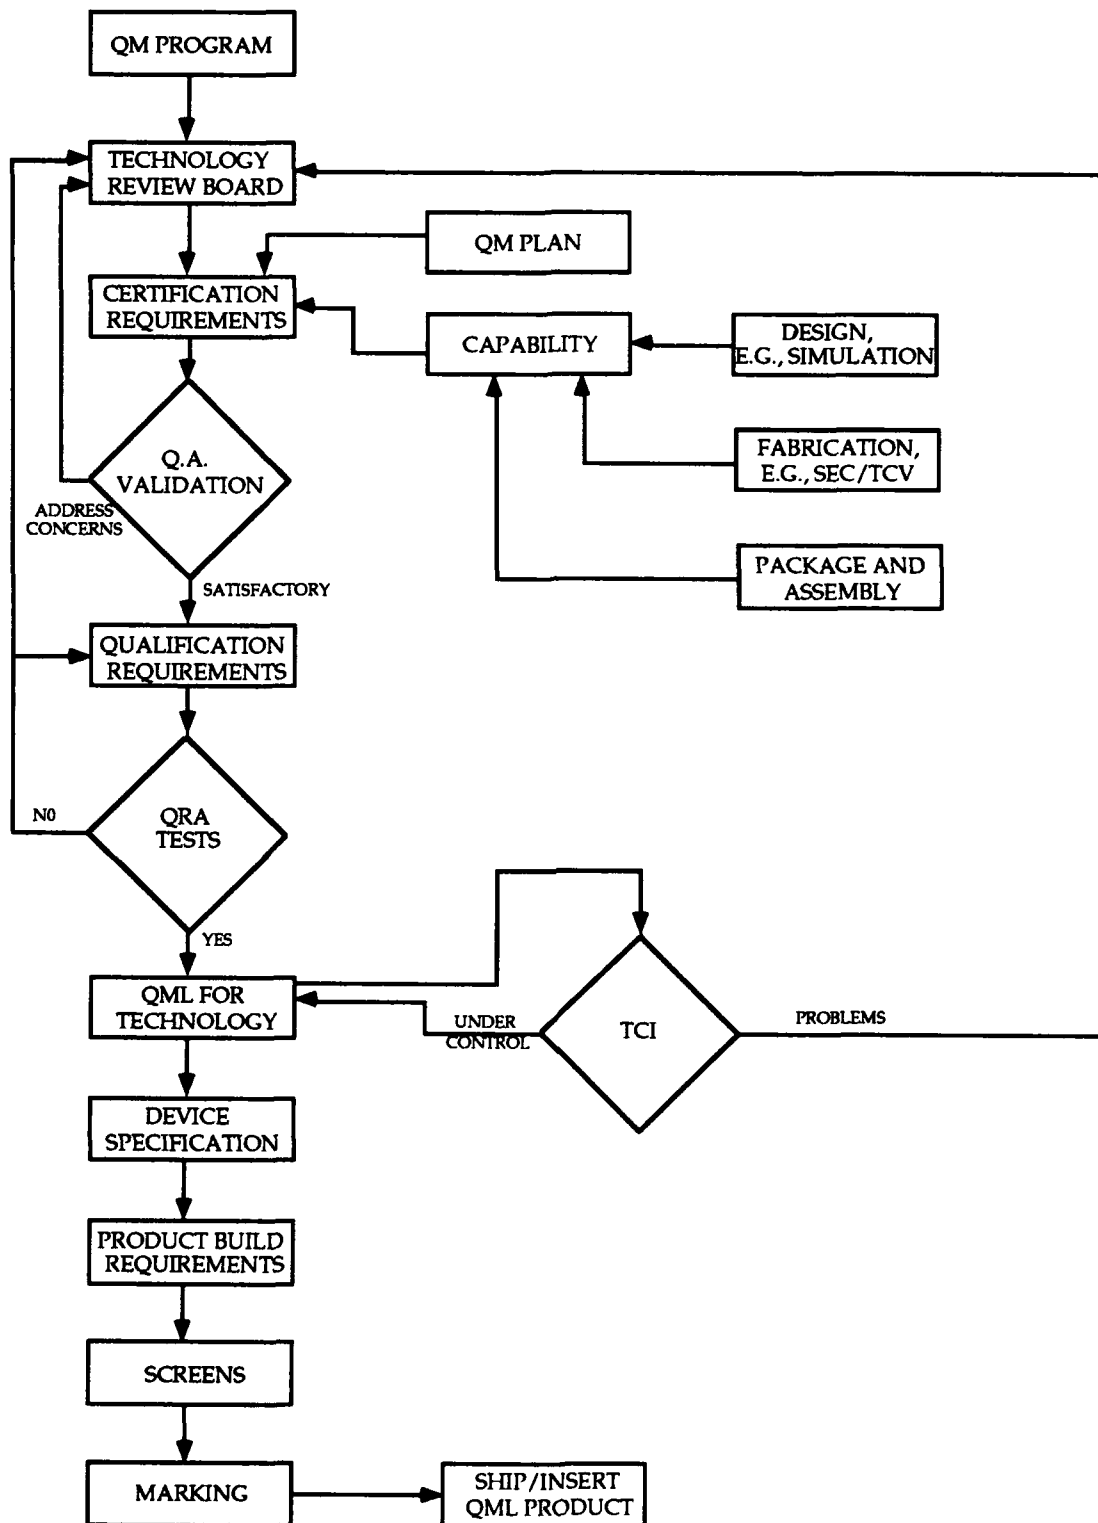 QM PROGRAM
TECHNOLOGY
REVIEW BOARD
QM PLAN
CERTIFICATION
REQUIREMENTS
CAPABILITY
DESIGN,
E.G., SIMULATION
Q.A.
VALIDATION
FABRICATION,
E.G., SEC/TCV
ADDRESS
CONCERNS
PACKAGE AND
ASSEMBLY
SATISFACTORY
QUALIFICATION
REQUIREMENTS
QRA
TESTS
N0
YES
QML FOR
TECHNOLOGY
UNDER
CONTROL
TCI
PROBLEMS
DEVICE
SPECIFICATION
PRODUCT BUILD
REQUIREMENTS
SCREENS
MARKING
SHIP/INSERT
QML PRODUCT